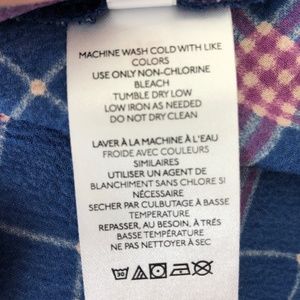 MACHINE WASH COLD WITH LIKE
COLORS
USE ONLY NON-CHLORINE
BLEACH
TUMBLE DRY LOW
LOW IRON AS NEEDED
DO NOT DRY CLEAN
LAVER À LA MACHINE À L'EAU
FROIDE AVEC COULEURS
SIMILAIRES
UTILISER UN AGENT DE
BLANCHIMENT SANS CHLORE SI
NÉCESSAIRE
SECHER PAR CULBUTAGE À BASSE
TEMPERATURE
REPASSER, AU BESOIN, À TRÉS
BASSE TEMPÉRATURE
NE PAS NETTOYER À SEC
30